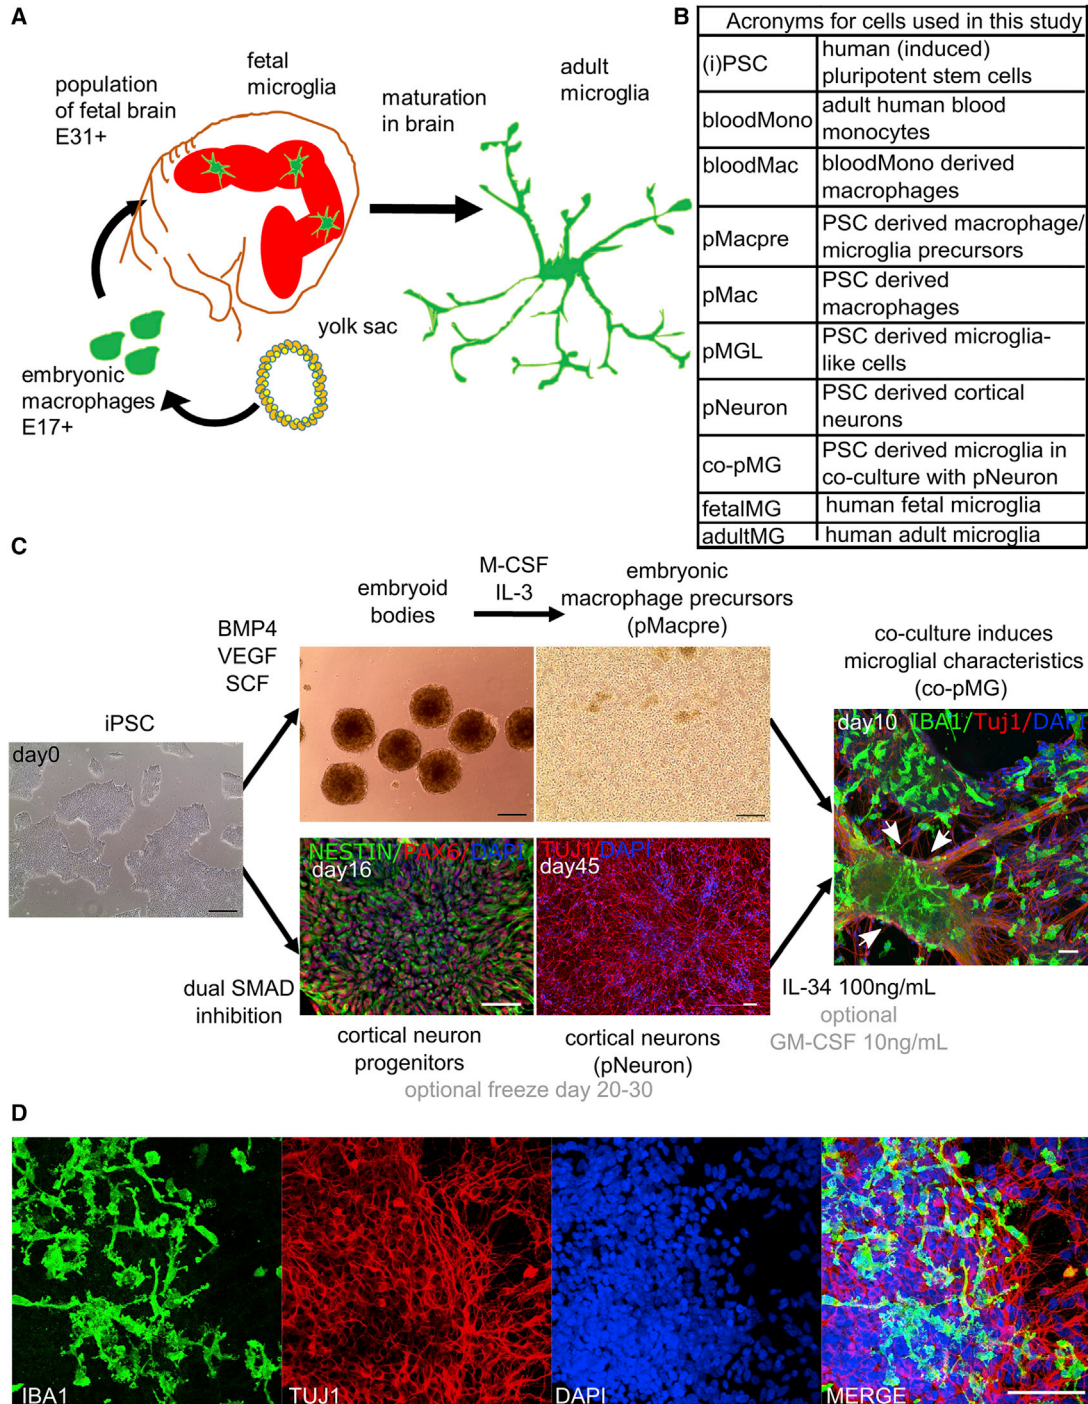 A
population
of fetal brain
E31+
fetal
microglia
maturation
in brain
adult
microglia
yolk sac
embryonic
macrophages
E17+
B
Acronyms for cells used in this study
(i)PSC
human (induced)
pluripotent stem cells
bloodMono
adult human blood
monocytes
bloodMac
bloodMono derived
macrophages
pMacpre
PSC derived macrophage/
microglia precursors
pMac
PSC derived
macrophages
pMGL
PSC derived microglia-
like cells
pNeuron
PSC derived cortical
neurons
co-pMG
PSC derived microglia in
co-culture with pNeuron
fetalMG
human fetal microglia
adultMG
human adult microglia
C
iPSC
day0
BMP4
VEGF
SCF
embryoid
bodies
M-CSF
IL-3
embryonic
macrophage precursors
(pMacpre)
co-culture induces
microglial characteristics
(co-pMG)
day10 IBA1/Tuj1/DAPI
dual SMAD
inhibition
NESTIN/PAX6/DAPI
day16
TUJ1/DAPI
day45
cortical neuron
progenitors
cortical neurons
(pNeuron)
optional freeze day 20-30
IL-34 100ng/mL
optional
GM-CSF 10ng/mL
D
IBA1
TUJ1
DAPI
MERGE